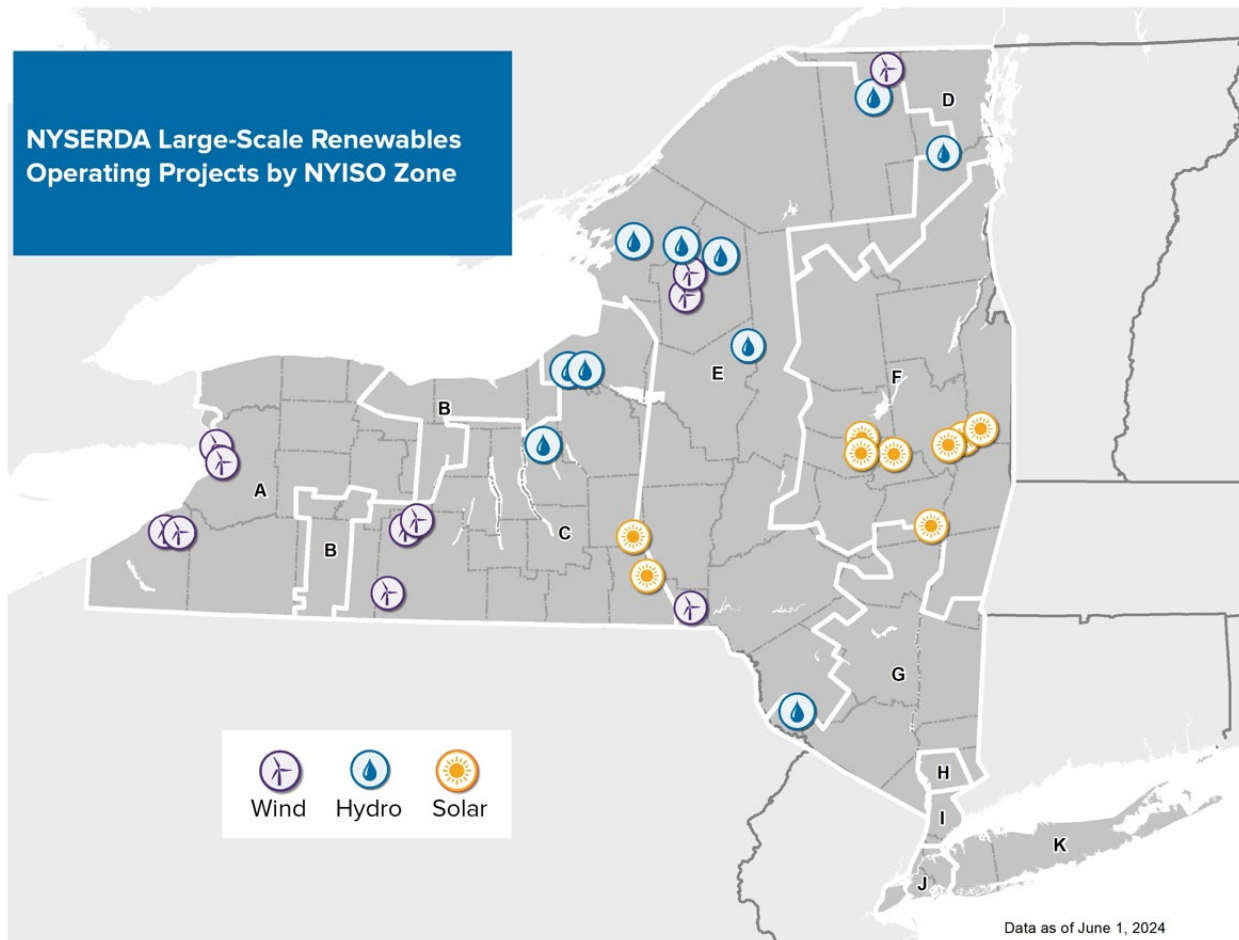 NYSERDA Large-Scale Renewables
Operating Projects by NYISO Zone
D
E
F
B
A
B
C
G
H
I
K
J
Wind Hydro Solar
Data as of June 1, 2024